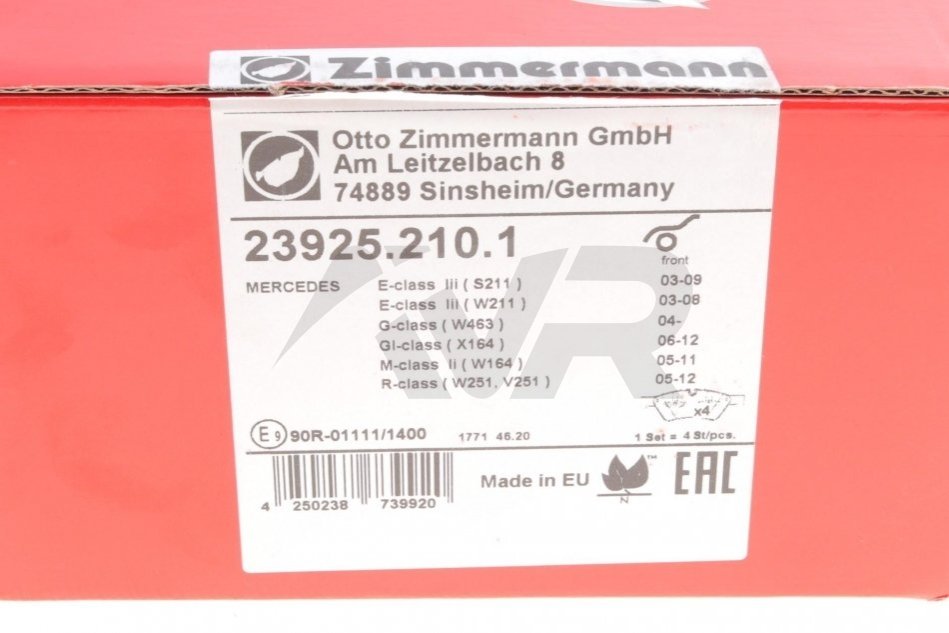 Zimmermann
Otto Zimmermann GmbH
Am Leitzelbach 8
74889 Sinsheim/Germany
23925.210.1
front
MERCEDES E-class Iii ( S211 ) 03-09
E-class Iii ( W211 ) 03-08
G-class ( W463 ) 04-
Gl-class ( X164 ) 06-12
M-class Ii ( W164 ) 05-11
R-class ( W251, V251 ) 05-12
x4
E 9 90R-01111/1400 1771 46.20 1 Set = 4 St/pcs.
Made in EU N ™ EAC
4 250238 739920
VR